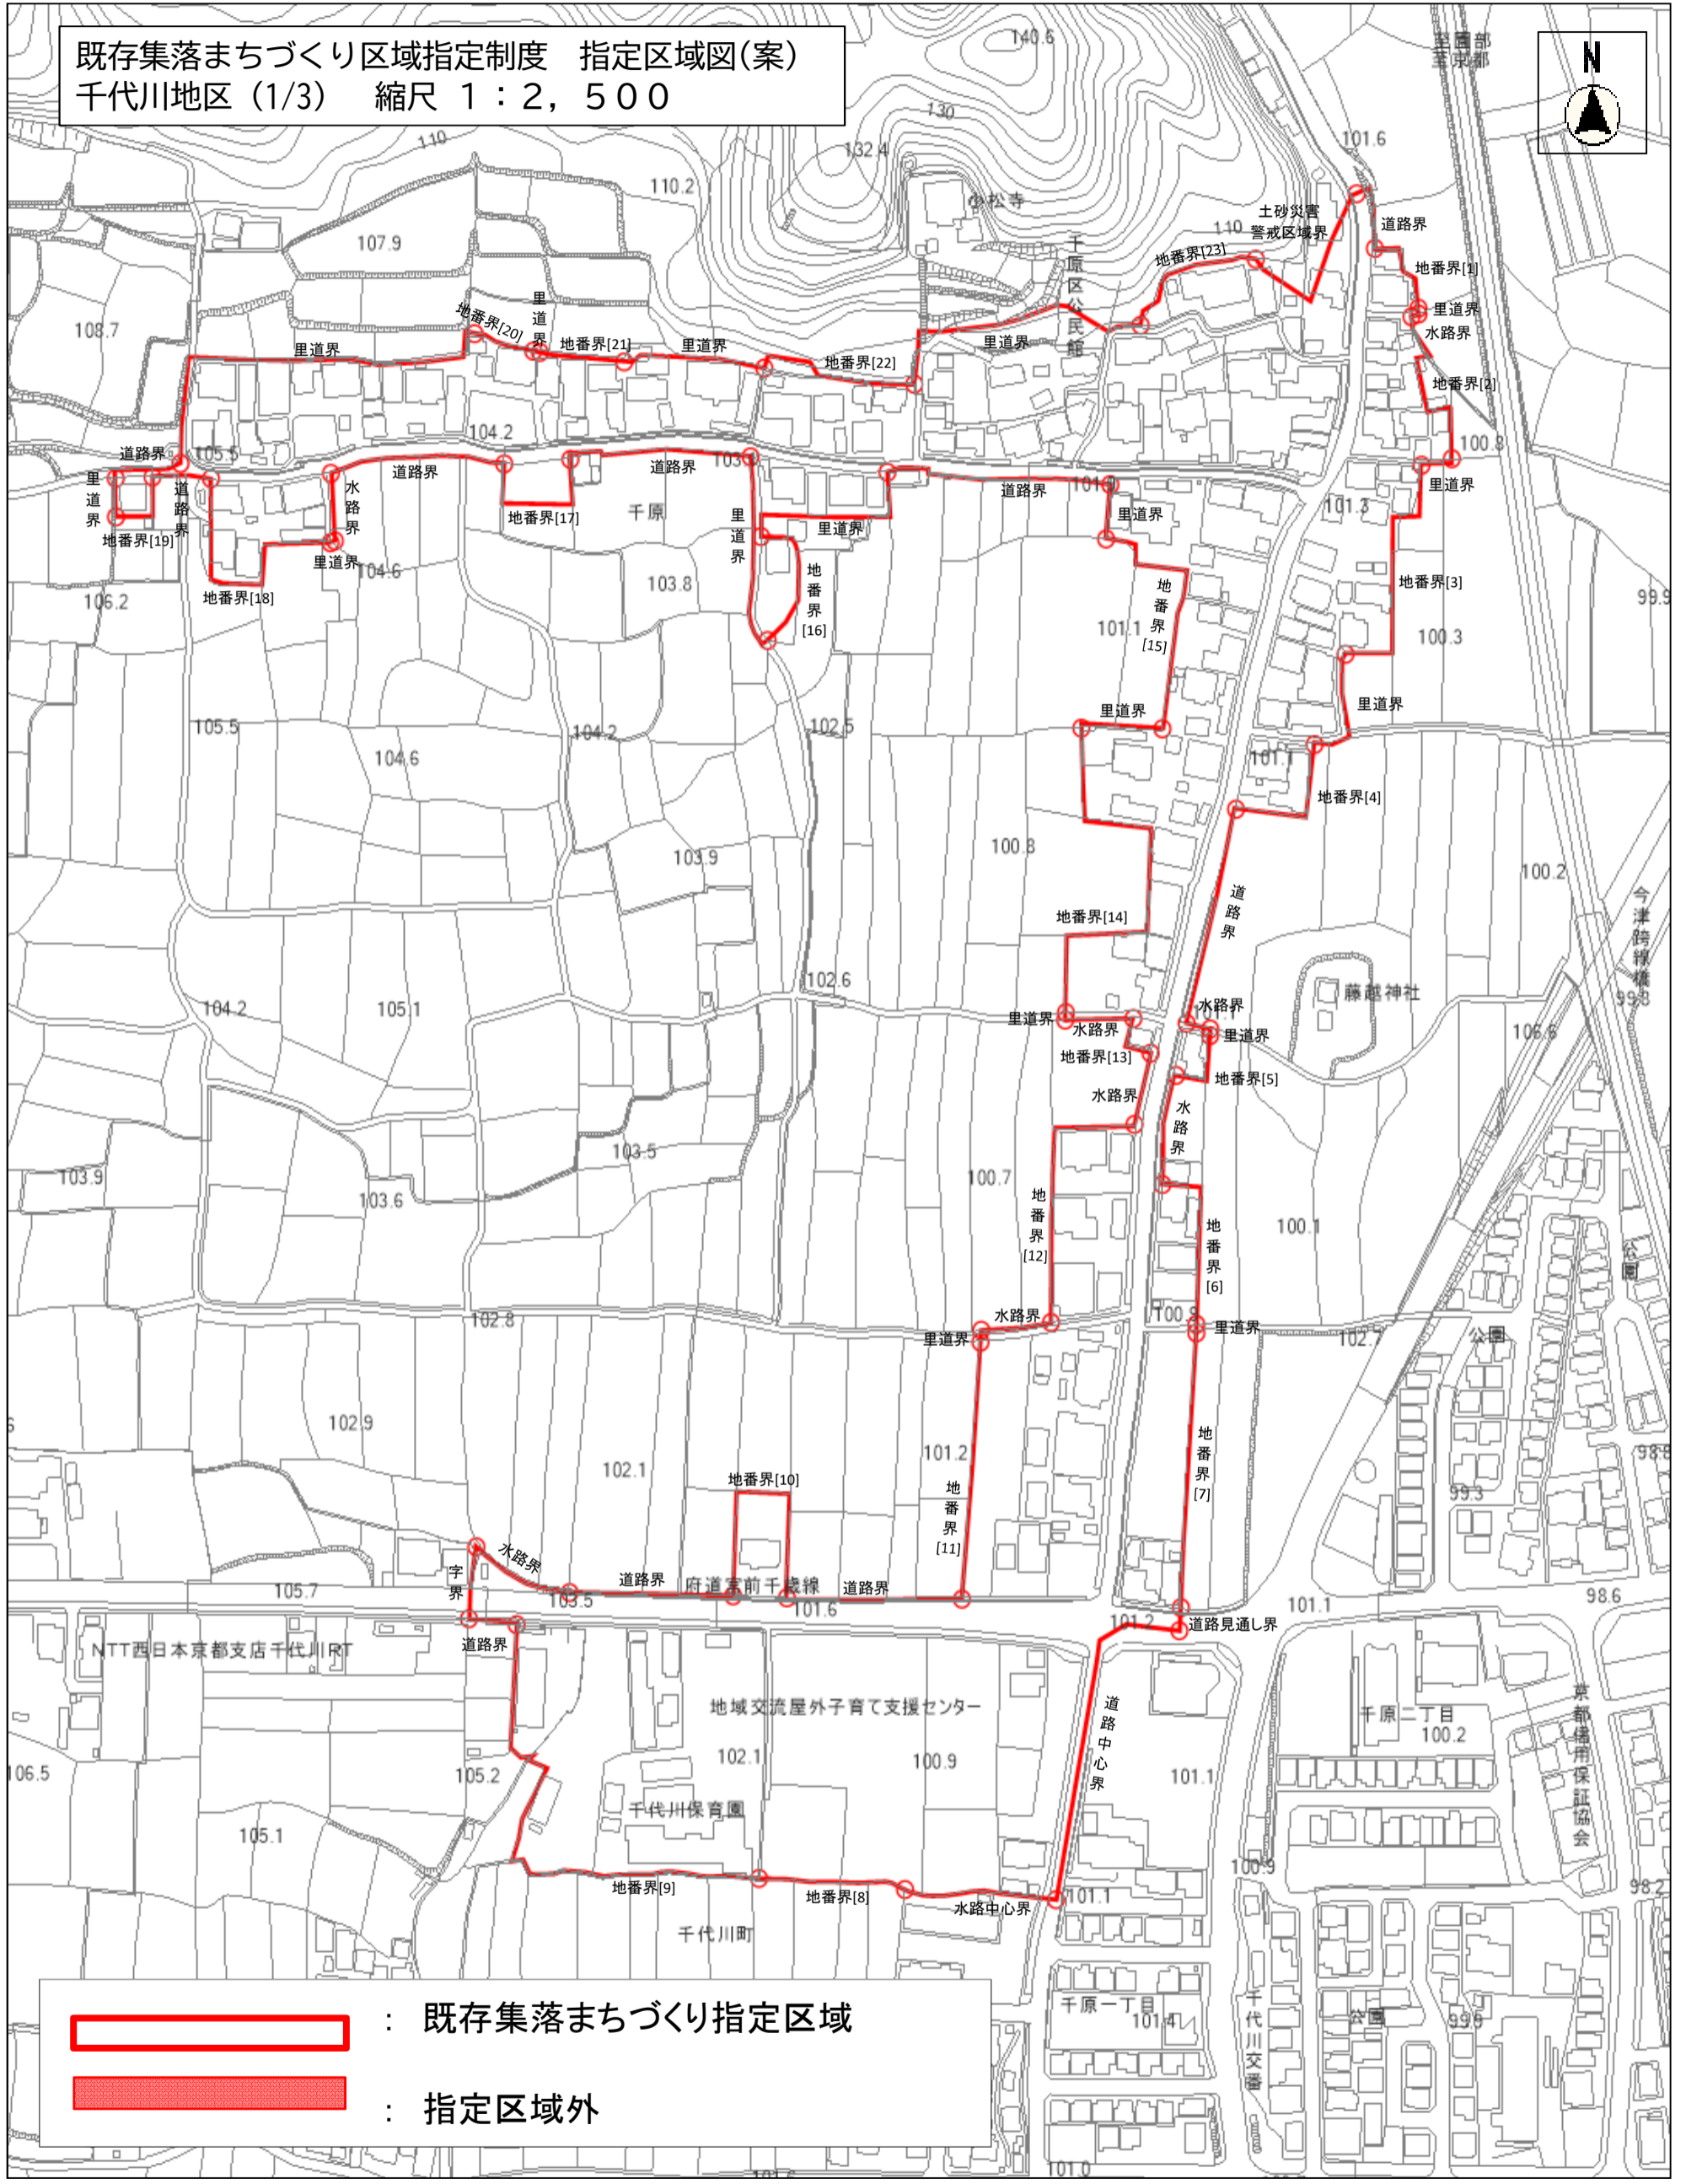 既存集落まちづくり区域指定制度　指定区域図(案)
千代川地区 (1/3)　縮尺 1：2，500
N
140.6
130
132.4
110
110.2
小松寺
101.6
土砂災害
警戒区域界
110
道路界
千原区公民館
地番界[23]
地番界[1]
107.9
108.7
里道界
水路界
地番界[20]
里道界
地番界[21]
里道界
里道界
地番界[22]
里道界
地番界[2]
104.2
100.8
道路界
105.5
道路界
道路界
道路界
里道界
里道界
道路界
水路界
101.3
地番界[17]
千原
里道界
里道界
里道界
地番界[19]
里道界
104.6
103.8
地番界[16]
地番界[15]
地番界[3]
106.2
地番界[18]
101.1
100.3
99.9
里道界
里道界
105.5
104.2
102.5
104.6
101.1
地番界[4]
103.9
100.8
100.2
道路界
今津跨線橋
地番界[14]
102.6
藤越神社
99.8
104.2
105.1
里道界
水路界
水路界
里道界
106.6
地番界[13]
地番界[5]
水路界
水路界
103.5
103.9
103.6
100.7
地番界[12]
地番界[6]
100.1
公園
102.8
水路界
里道界
里道界
102.7
公園
102.9
101.2
102.1
地番界[10]
地番界[11]
地番界[7]
99.3
水路界
字界
105.7
103.5
道路界
府道宮前千歳線
道路界
101.6
101.1
98.6
101.2
道路見通し界
NTT西日本京都支店千代川RT
道路界
地域交流屋外子育て支援センター
道路中心界
千原二丁目
100.2
京都信用保証協会
102.1
100.9
101.1
106.5
105.2
千代川保育園
105.1
100.9
地番界[9]
地番界[8]
水路中心界
101.1
98.2
千代川町
千原一丁目
101.4
千代川交番
公園
99.9
：　既存集落まちづくり指定区域
：　指定区域外
101.0